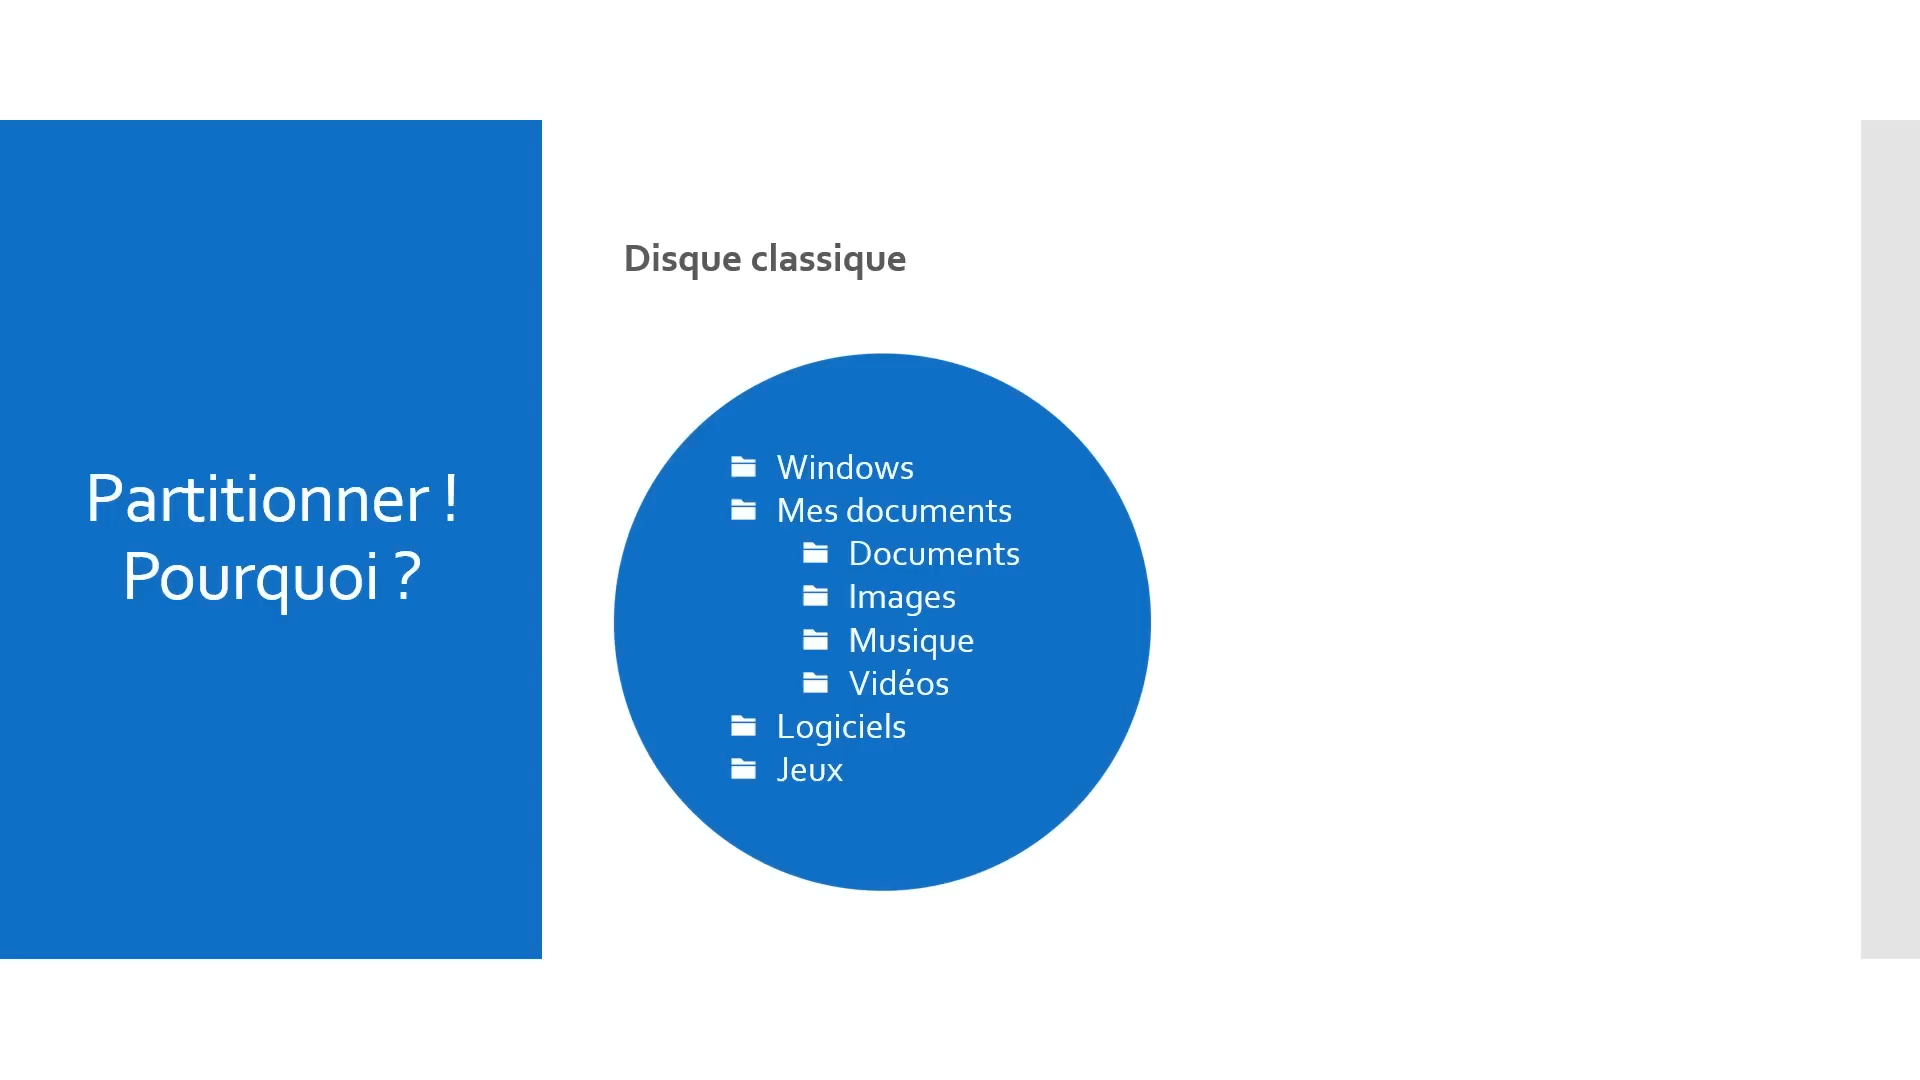 Partitionner !
Pourquoi ?
Disque classique
Windows
Mes documents
Documents
Images
Musique
Vidéos
Logiciels
Jeux